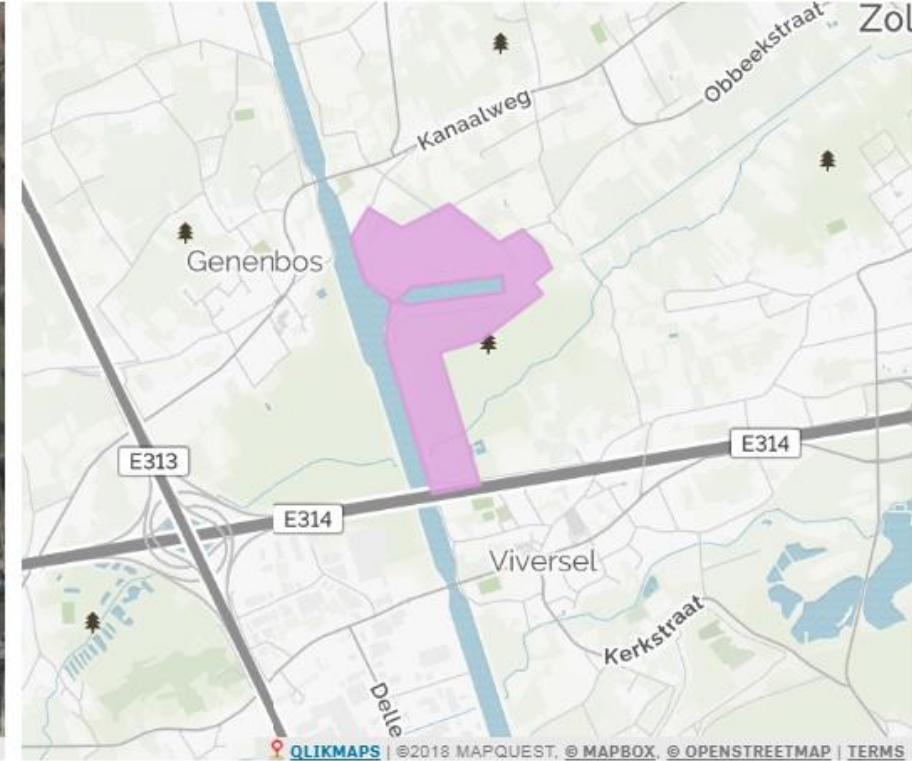 Zol
Obbeekstraat
Kanaalweg
Genenbos
E313
E314
E314
Viversel
Kerkstraat
Delle
QLIKMAPS | ©2018 MAPQUEST, © MAPBOX, © OPENSTREETMAP | TERMS